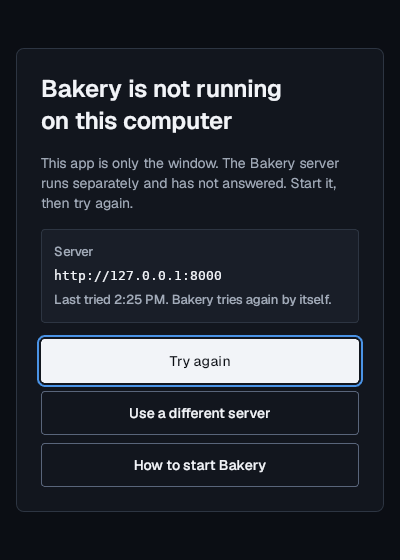 Bakery is not running
on this computer
This app is only the window. The Bakery server
runs separately and has not answered. Start it,
then try again.
Server
http://127.0.0.1:8000
Last tried 2:25 PM. Bakery tries again by itself.
Try again
Use a different server
How to start Bakery